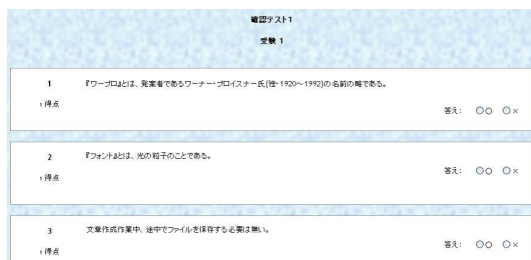 確認テスト1
受験 1
1
『ワープロ』とは、発案者であるワーナー・プロイスナー氏(独・1920～1992)の名前の略である。
1 得点
答え: ○ ×
2
『フォント』とは、光の粒子のことである。
1 得点
答え: ○ ×
3
文章作成作業中、途中でファイルを保存する必要は無い。
1 得点
答え: ○ ×